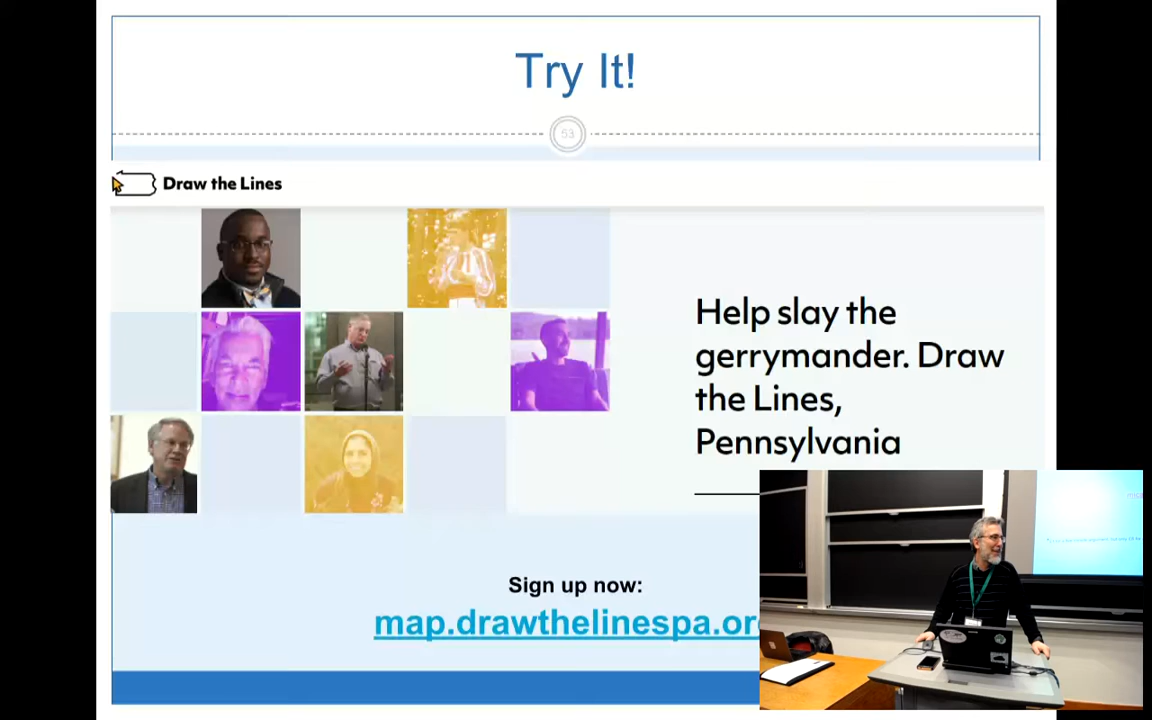 Try It!
53
Draw the Lines
Help slay the
gerrymander. Draw
the Lines,
Pennsylvania
Sign up now:
map.drawthelinespa.or